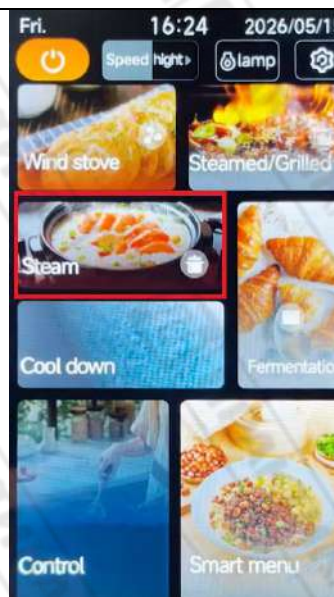 Fri. 16:24 2026/05/1
Speed hight
lamp
Wind stove
Steamed/Grilled
Steam
Cool down
Fermentatio
Control
Smart menu